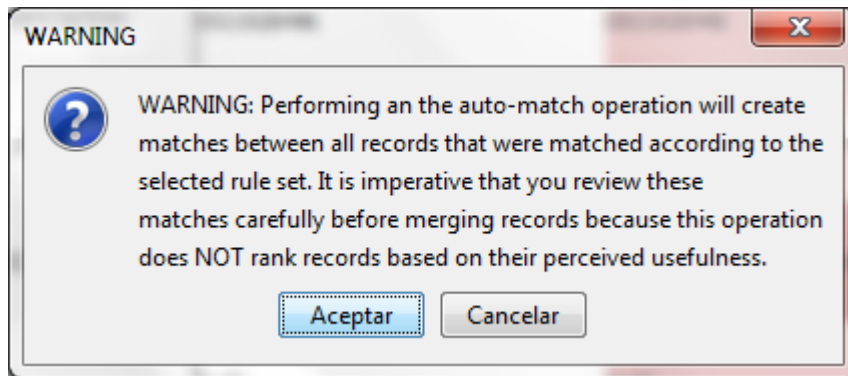 WARNING
WARNING: Performing an the auto-match operation will create
matches between all records that were matched according to the
selected rule set. It is imperative that you review these
matches carefully before merging records because this operation
does NOT rank records based on their perceived usefulness.
Aceptar
Cancelar